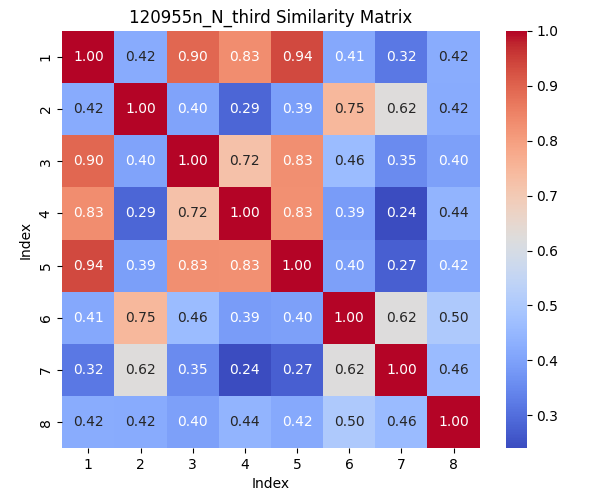 120955n_N_third Similarity Matrix
1 1.00 0.42 0.90 0.83 0.94 0.41 0.32 0.42
2 0.42 1.00 0.40 0.29 0.39 0.75 0.62 0.42
3 0.90 0.40 1.00 0.72 0.83 0.46 0.35 0.40
4 0.83 0.29 0.72 1.00 0.83 0.39 0.24 0.44
5 0.94 0.39 0.83 0.83 1.00 0.40 0.27 0.42
6 0.41 0.75 0.46 0.39 0.40 1.00 0.62 0.50
7 0.32 0.62 0.35 0.24 0.27 0.62 1.00 0.46
8 0.42 0.42 0.40 0.44 0.42 0.50 0.46 1.00
1 2 3 4 5 6 7 8
Index
Index
1.0
0.9
0.8
0.7
0.6
0.5
0.4
0.3